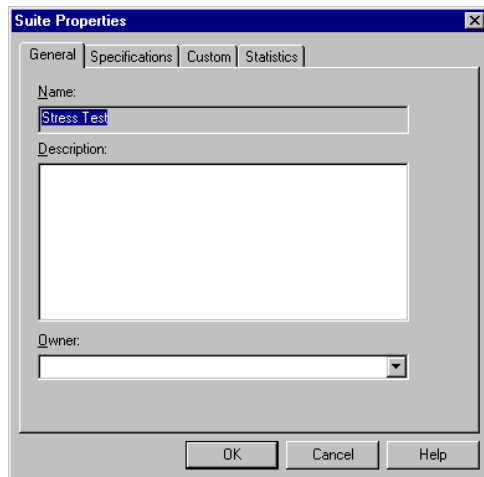 Suite Properties
General Specifications Custom Statistics
Name:
Stress Test
Description:
Owner:
OK Cancel Help